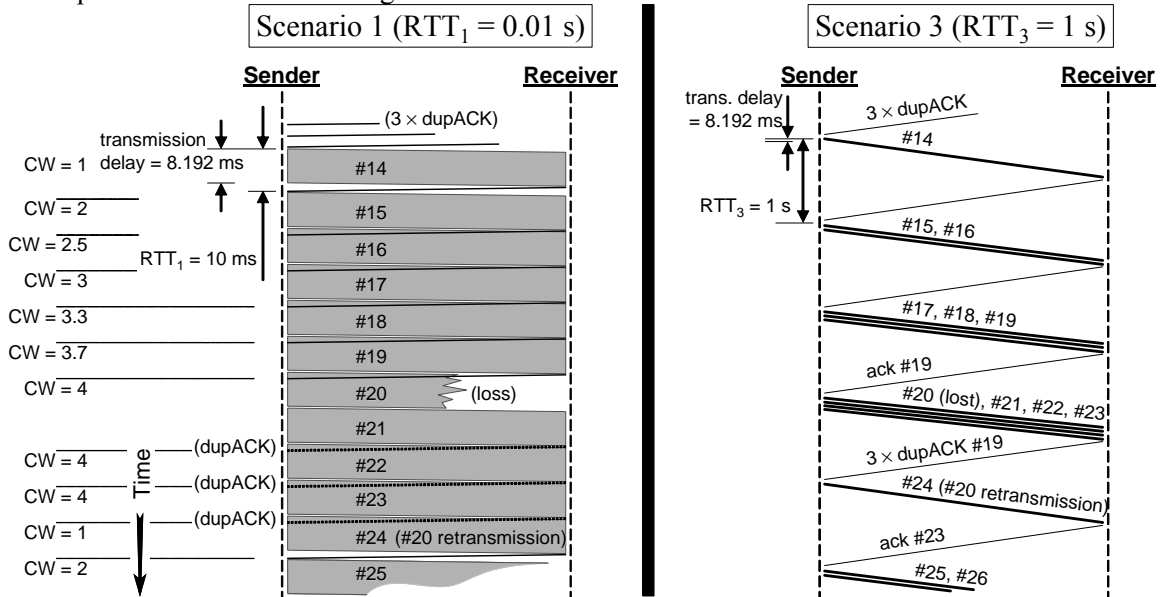 Scenario 1 (RTT1 = 0.01 s)
Sender
Receiver
(3 × dupACK)
transmission
delay = 8.192 ms
CW = 1
#14
CW = 2
#15
CW = 2.5
RTT1 = 10 ms
#16
CW = 3
#17
CW = 3.3
#18
CW = 3.7
#19
CW = 4
#20
(loss)
#21
(dupACK)
CW = 4
#22
(dupACK)
CW = 4
#23
(dupACK)
CW = 1
#24 (#20 retransmission)
CW = 2
#25
Time
Scenario 3 (RTT3 = 1 s)
Sender
Receiver
trans. delay
= 8.192 ms
3 × dupACK
#14
RTT3 = 1 s
#15, #16
#17, #18, #19
ack #19
#20 (lost), #21, #22, #23
3 × dupACK #19
#24 (#20 retransmission)
ack #23
#25, #26